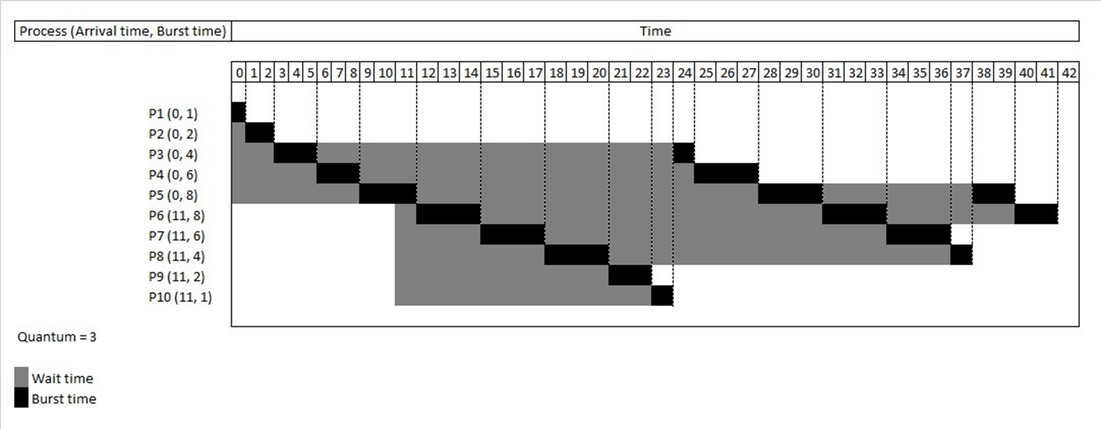 Process (Arrival time, Burst time) Time
0 1 2 3 4 5 6 7 8 9 10 11 12 13 14 15 16 17 18 19 20 21 22 23 24 25 26 27 28 29 30 31 32 33 34 35 36 37 38 39 40 41 42
P1 (0, 1)
P2 (0, 2)
P3 (0, 4)
P4 (0, 6)
P5 (0, 8)
P6 (11, 8)
P7 (11, 6)
P8 (11, 4)
P9 (11, 2)
P10 (11, 1)
Quantum = 3
Wait time
Burst time